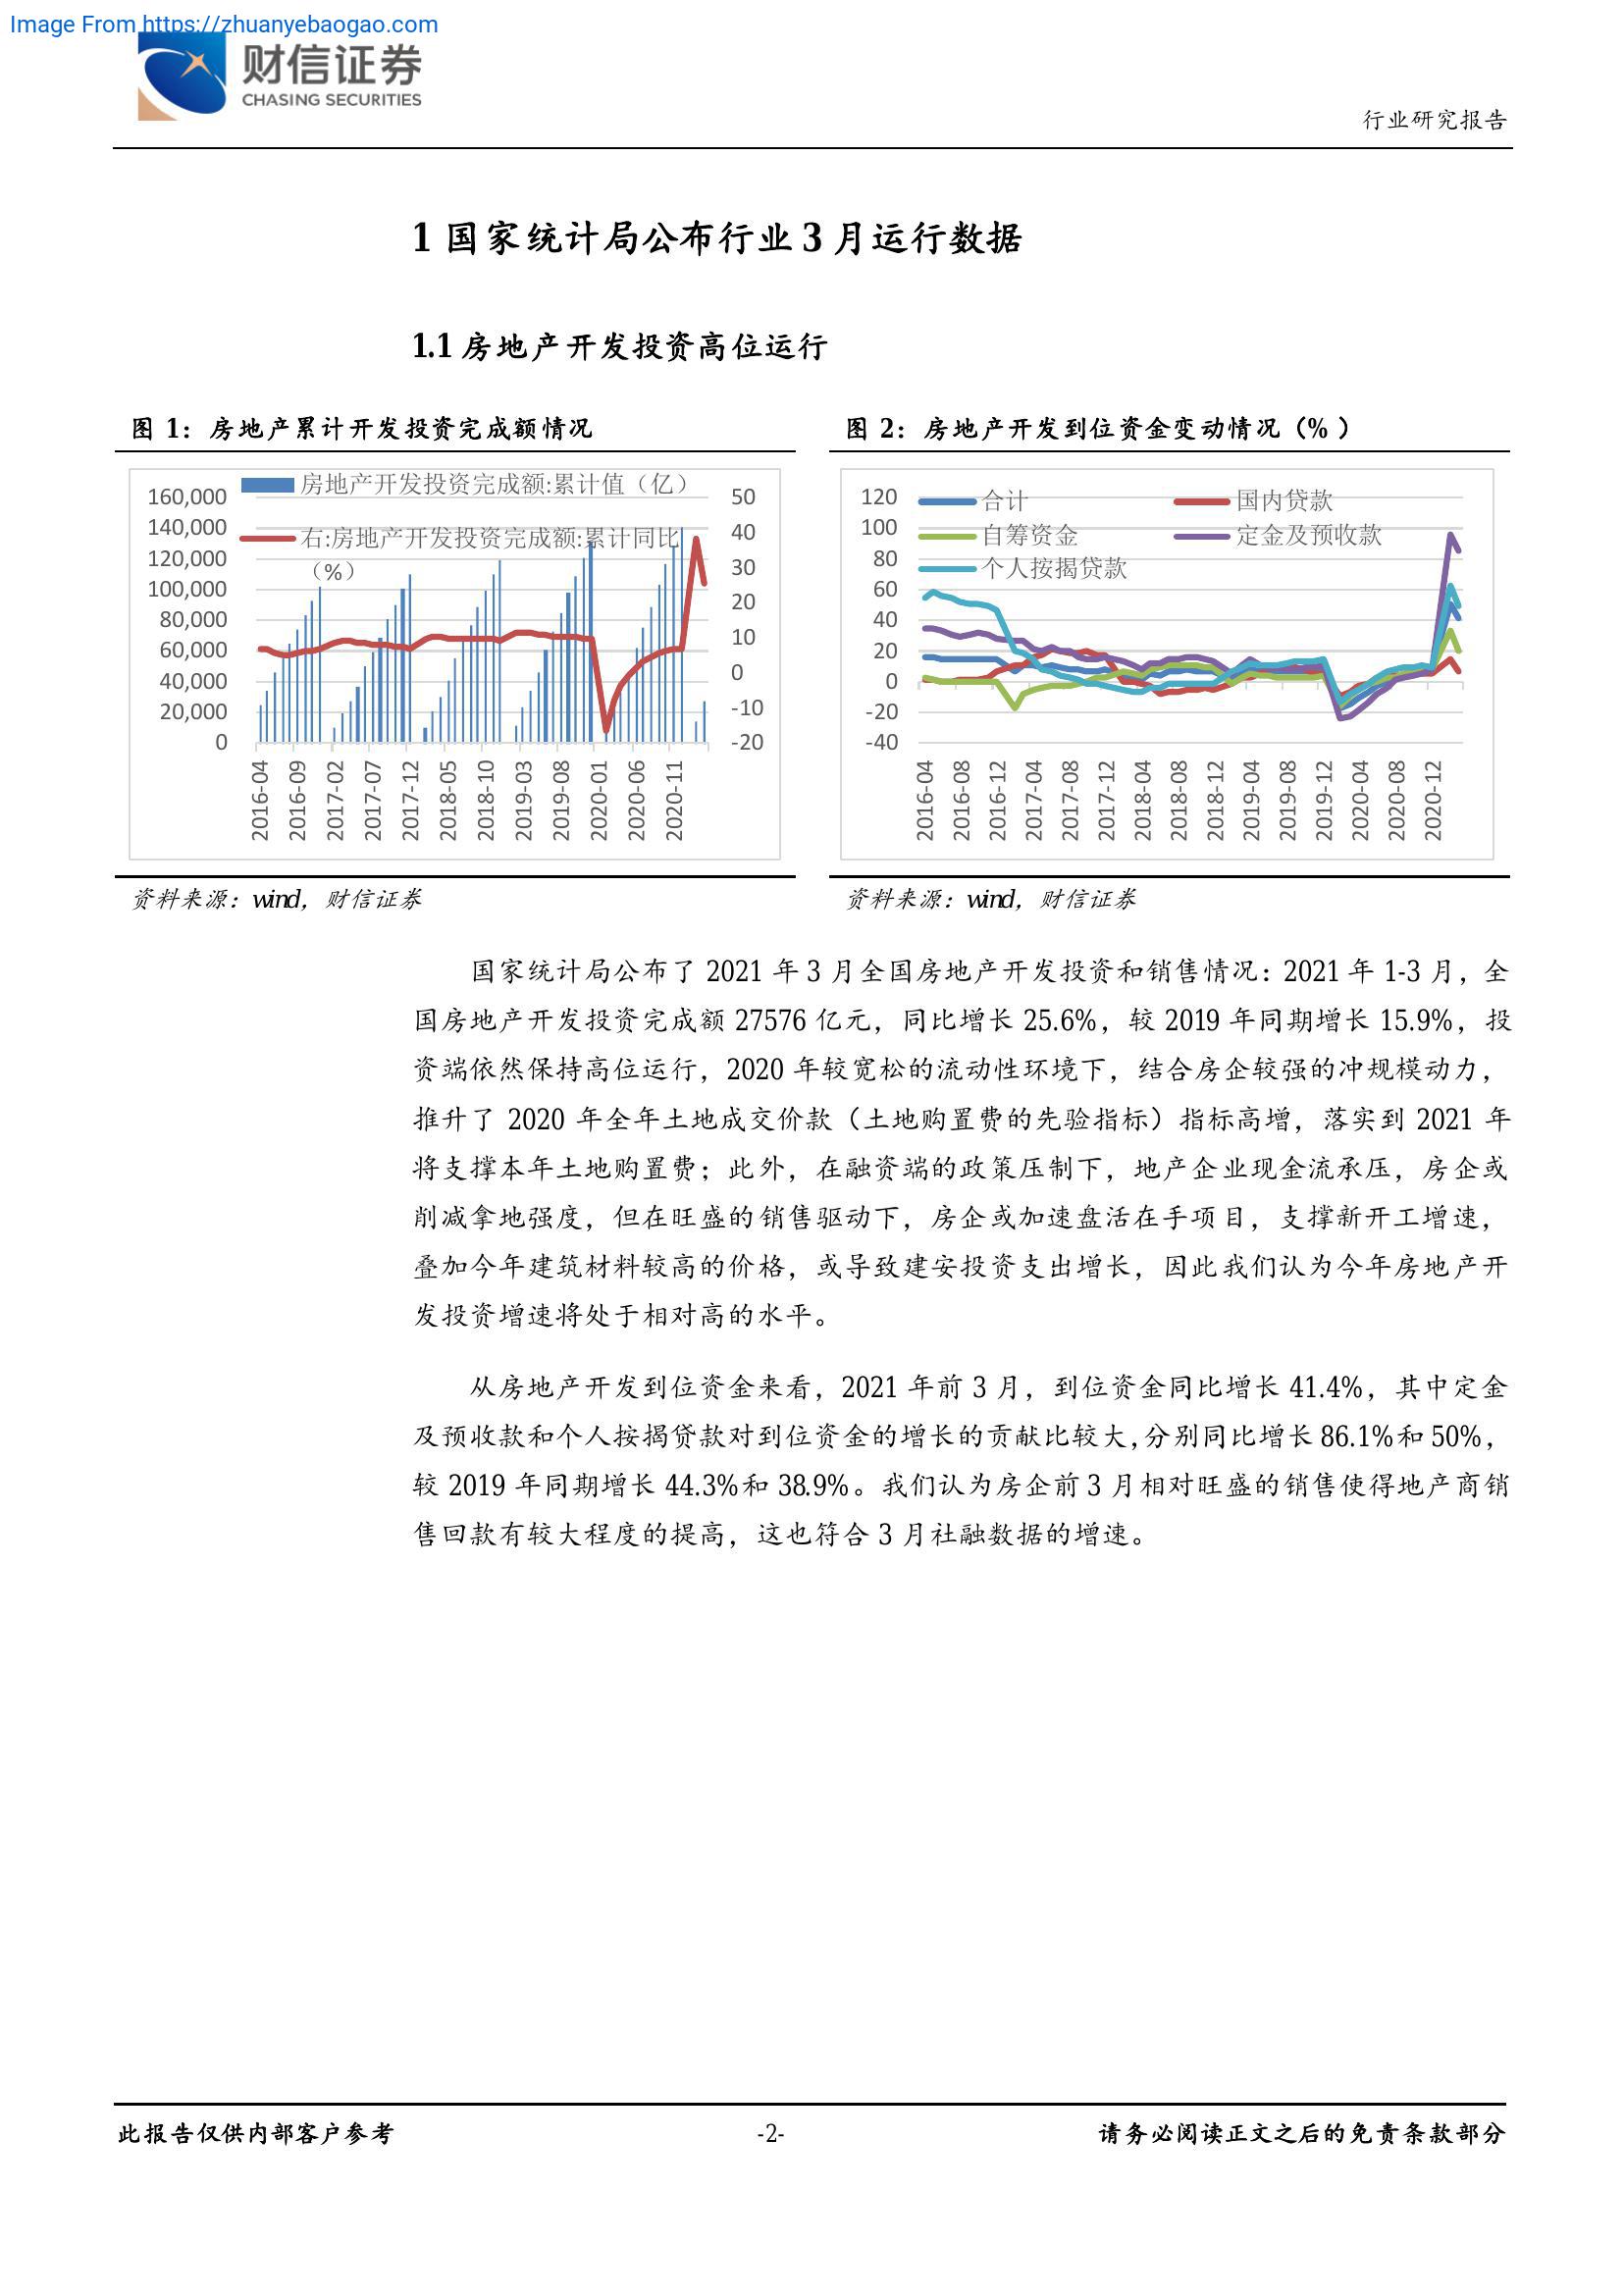 Image From https://zhuanyebaogao.com
财信证券
CHASING SECURITIES
行业研究报告
1 国家统计局公布行业 3 月运行数据
1.1 房地产开发投资高位运行
图 1：房地产累计开发投资完成额情况
房地产开发投资完成额:累计值（亿）
右:房地产开发投资完成额:累计同比
（%）
160,000
140,000
120,000
100,000
80,000
60,000
40,000
20,000
0
50
40
30
20
10
0
-10
-20
2016-04
2016-09
2017-02
2017-07
2017-12
2018-05
2018-10
2019-03
2019-08
2020-01
2020-06
2020-11
资料来源：wind，财信证券
图 2：房地产开发到位资金变动情况（%）
合计
国内贷款
自筹资金
定金及预收款
个人按揭贷款
120
100
80
60
40
20
0
-20
-40
2016-04
2016-08
2016-12
2017-04
2017-08
2017-12
2018-04
2018-08
2018-12
2019-04
2019-08
2019-12
2020-04
2020-08
2020-12
资料来源：wind，财信证券
国家统计局公布了 2021 年 3 月全国房地产开发投资和销售情况：2021 年 1-3 月，全
国房地产开发投资完成额 27576 亿元，同比增长 25.6%，较 2019 年同期增长 15.9%，投
资端依然保持高位运行，2020 年较宽松的流动性环境下，结合房企较强的冲规模动力，
推升了 2020 年全年土地成交价款（土地购置费的先验指标）指标高增，落实到 2021 年
将支撑本年土地购置费；此外，在融资端的政策压制下，地产企业现金流承压，房企或
削减拿地强度，但在旺盛的销售驱动下，房企或加速盘活在手项目，支撑新开工增速，
叠加今年建筑材料较高的价格，或导致建安投资支出增长，因此我们认为今年房地产开
发投资增速将处于相对高的水平。
从房地产开发到位资金来看，2021 年前 3 月，到位资金同比增长 41.4%，其中定金
及预收款和个人按揭贷款对到位资金的增长的贡献比较大，分别同比增长 86.1%和 50%，
较 2019 年同期增长 44.3%和 38.9%。我们认为房企前 3 月相对旺盛的销售使得地产商销
售回款有较大程度的提高，这也符合 3 月社融数据的增速。
此报告仅供内部客户参考
-2-
请务必阅读正文之后的免责条款部分